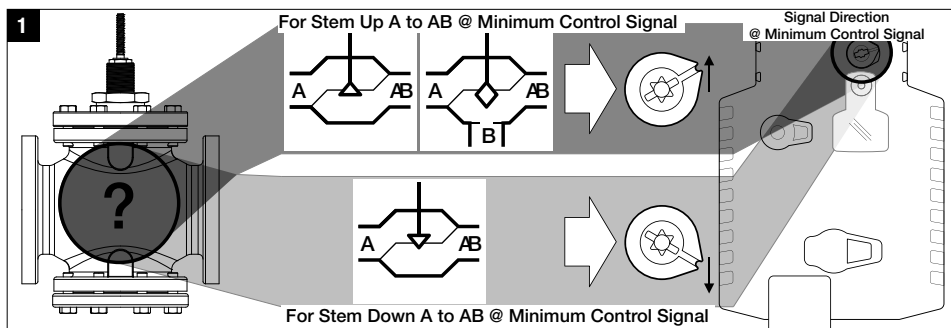 1
For Stem Up A to AB @ Minimum Control Signal
Signal Direction
@ Minimum Control Signal
A AB A AB
B
?
A AB
For Stem Down A to AB @ Minimum Control Signal